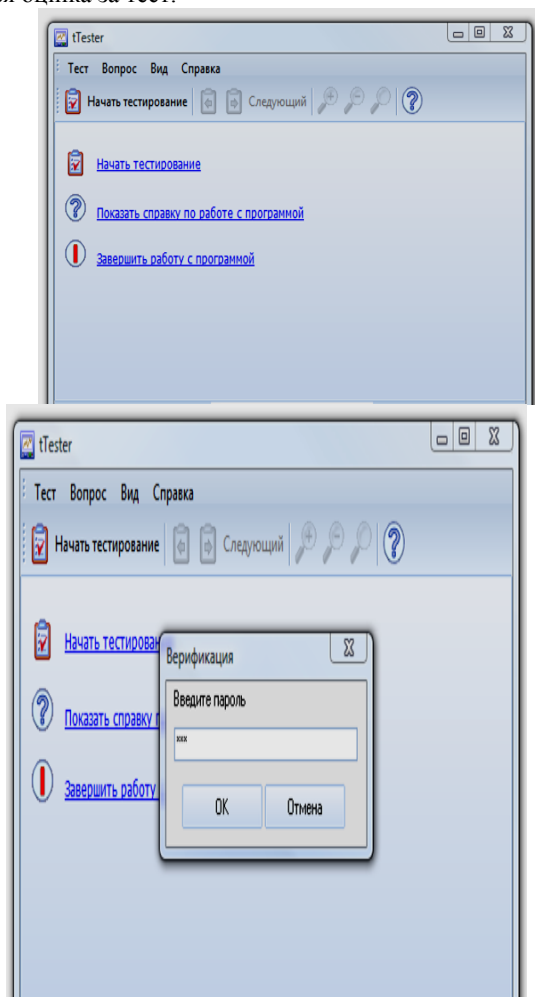 я оценка за тест.
tTester
Тест Вопрос Вид Справка
Начать тестирование Следующий
Начать тестирование
Показать справку по работе с программой
Завершить работу с программой
tTester
Тест Вопрос Вид Справка
Начать тестирование Следующий
Начать тестирован
Верификация
Введите пароль
Показать справку п
xxx
Завершить работу
OK Отмена